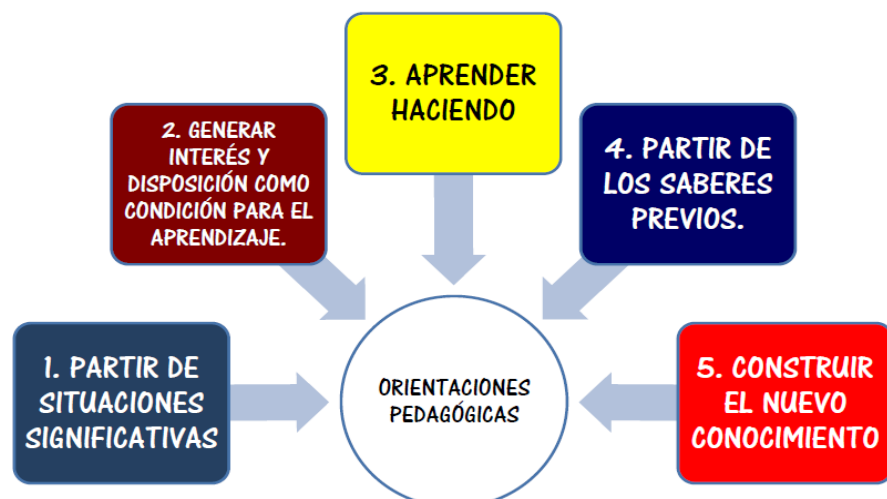 1. PARTIR DE
SITUACIONES
SIGNIFICATIVAS
2. GENERAR
INTERÉS Y
DISPOSICIÓN COMO
CONDICIÓN PARA EL
APRENDIZAJE.
3. APRENDER
HACIENDO
4. PARTIR DE
LOS SABERES
PREVIOS.
5. CONSTRUIR
EL NUEVO
CONOCIMIENTO
ORIENTACIONES
PEDAGÓGICAS